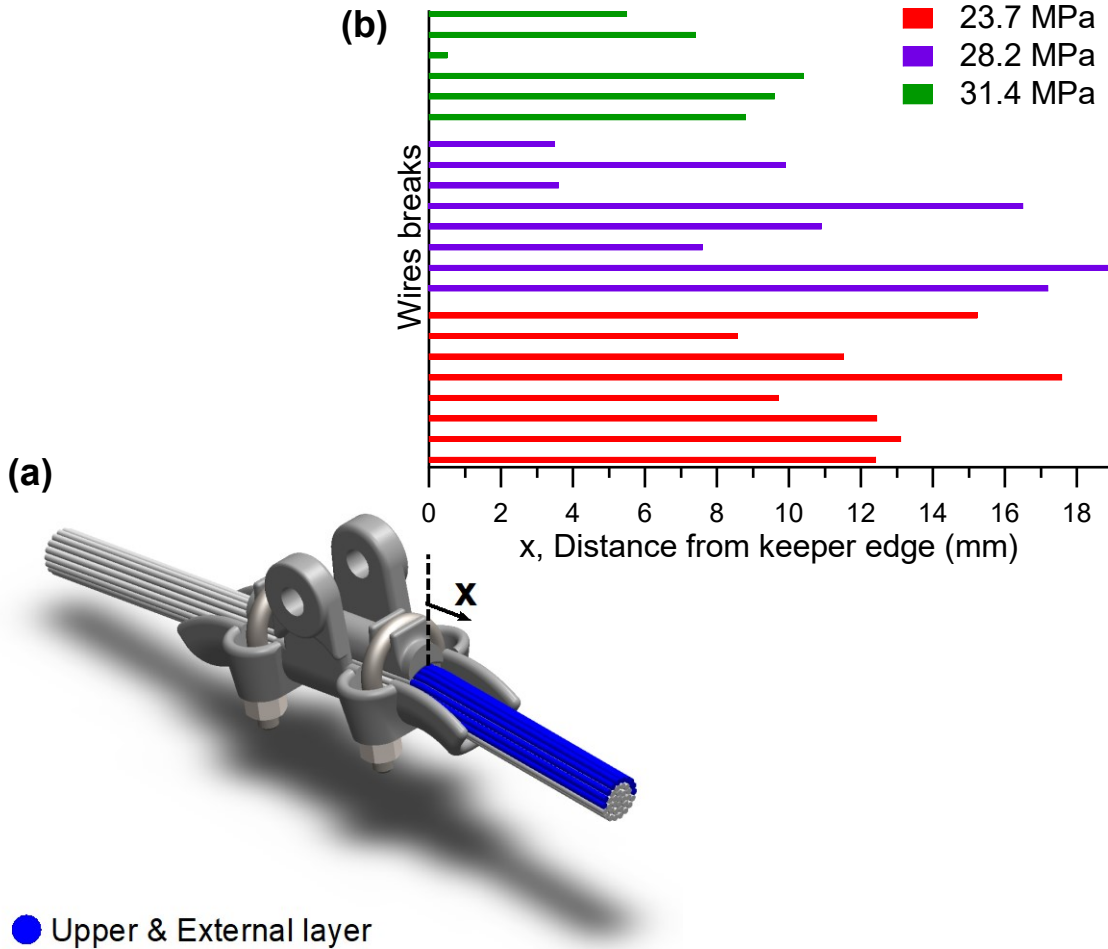 (b)
23.7 MPa
28.2 MPa
31.4 MPa
Wires breaks
0 2 4 6 8 10 12 14 16 18
x, Distance from keeper edge (mm)
(a)
x
Upper & External layer